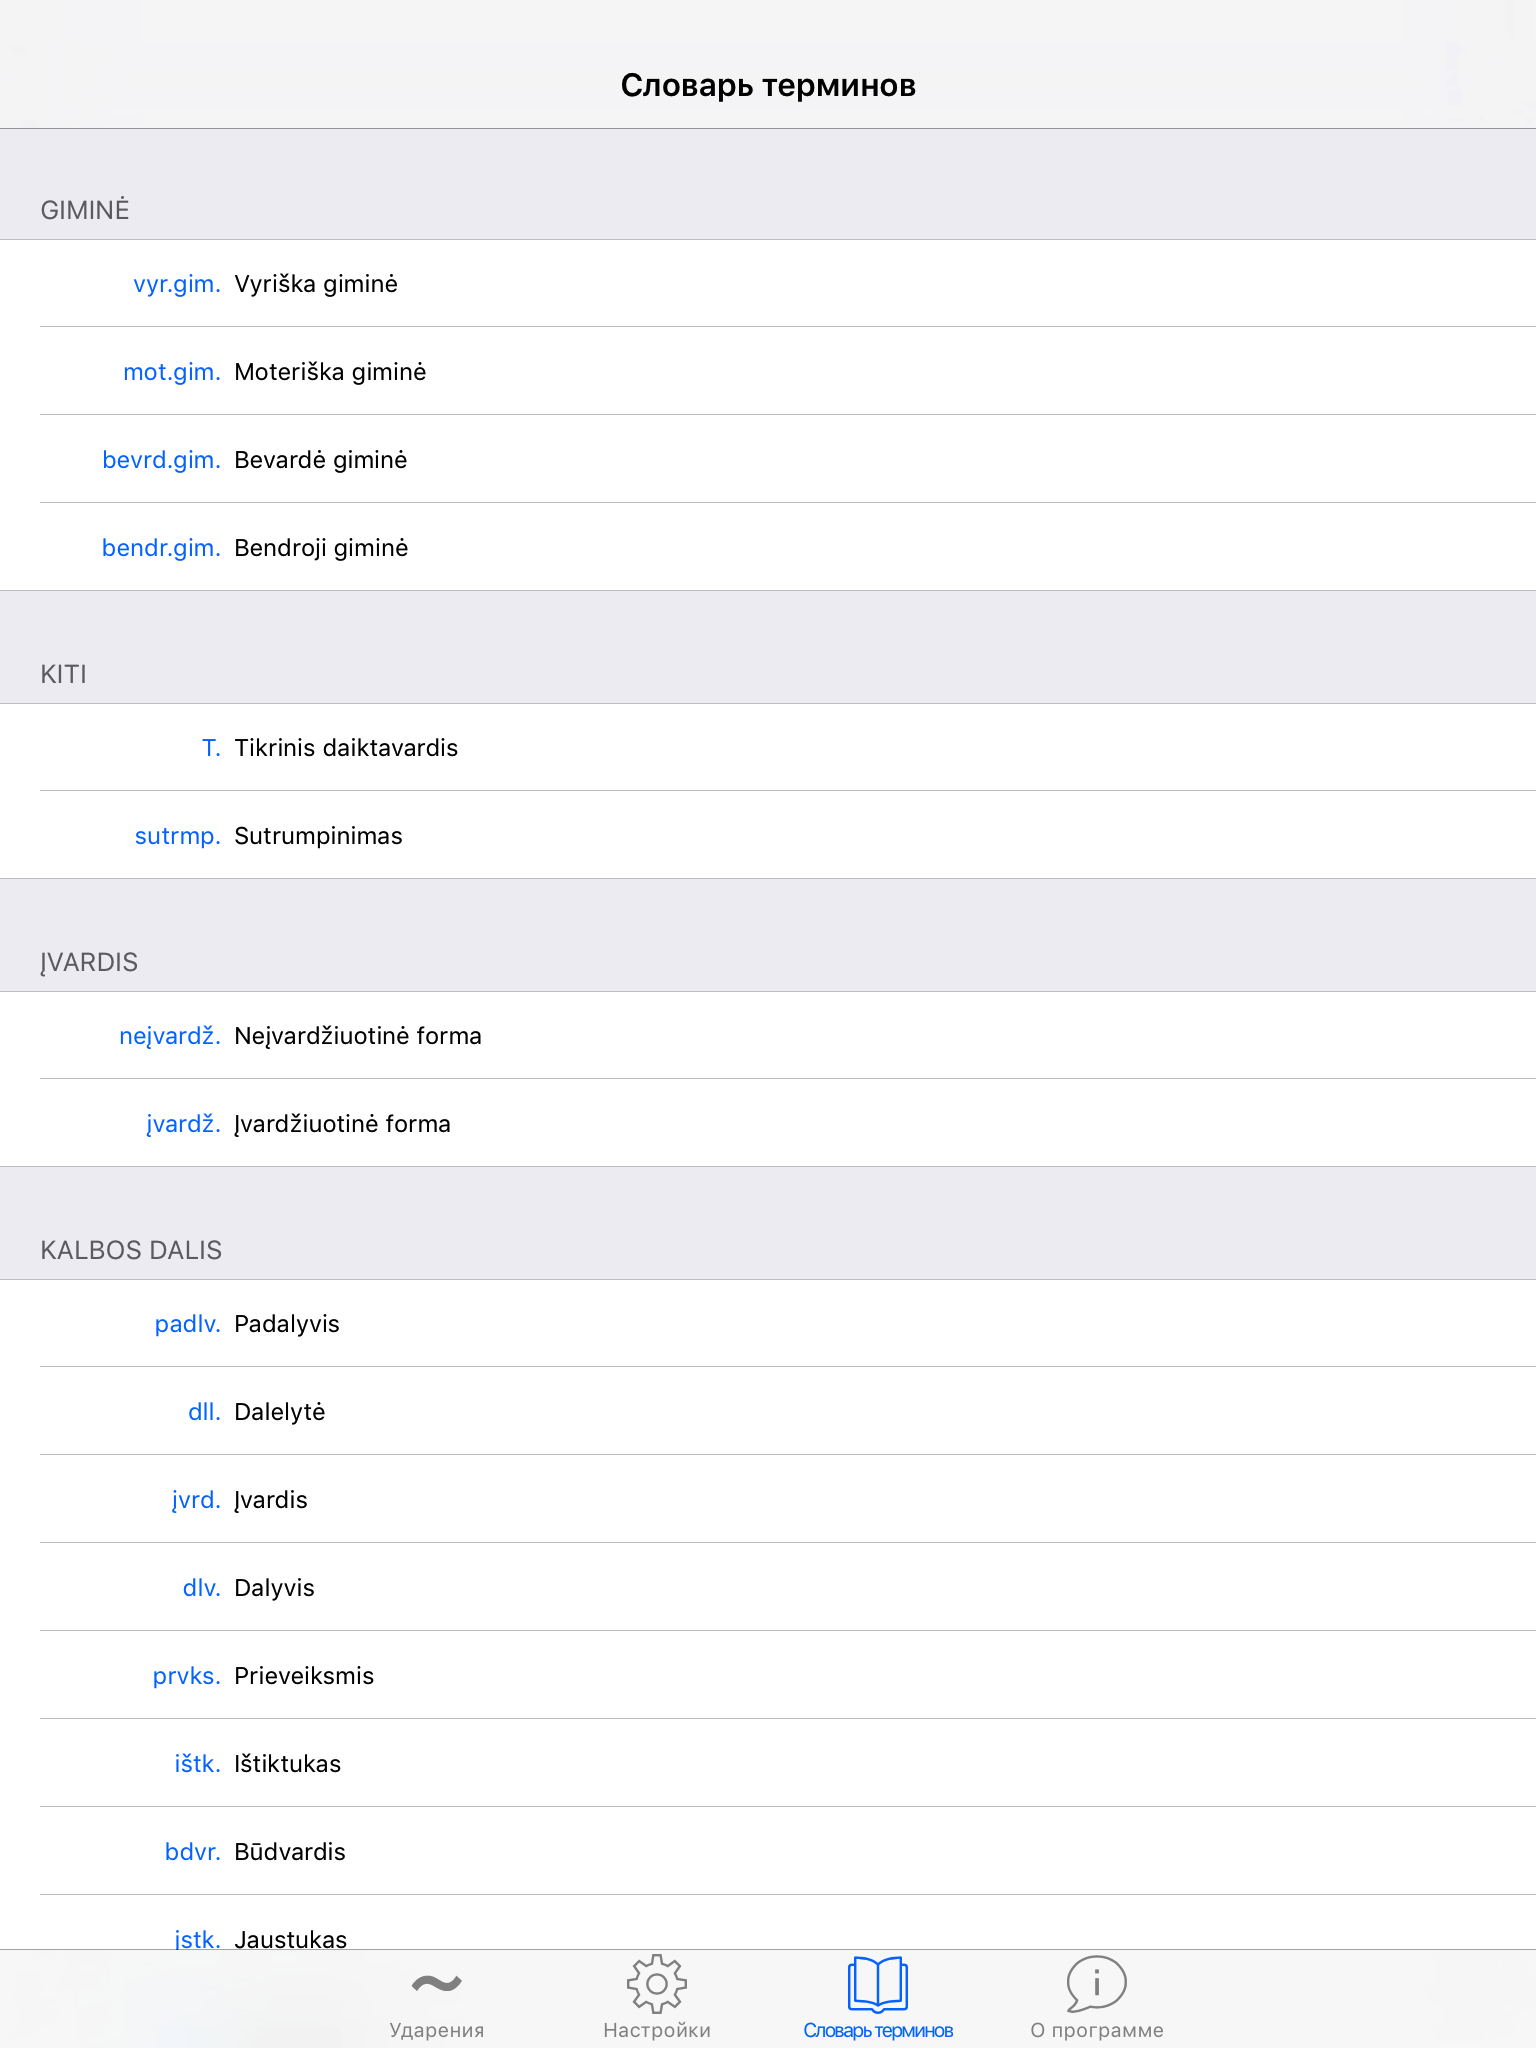 Словарь терминов
GIMINĖ
vyr.gim. Vyriška giminė
mot.gim. Moteriška giminė
bevrd.gim. Bevardė giminė
bendr.gim. Bendroji giminė
KITI
T. Tikrinis daiktavardis
sutrmp. Sutrumpinimas
ĮVARDIS
neįvardž. Neįvardžiuotinė forma
įvardž. Įvardžiuotinė forma
KALBOS DALIS
padlv. Padalyvis
dll. Dalelytė
įvrd. Įvardis
dlv. Dalyvis
prvks. Prieveiksmis
ištk. Ištiktukas
bdvr. Būdvardis
jstk. Jaustukas
Ударения Настройки Словарь терминов О программе